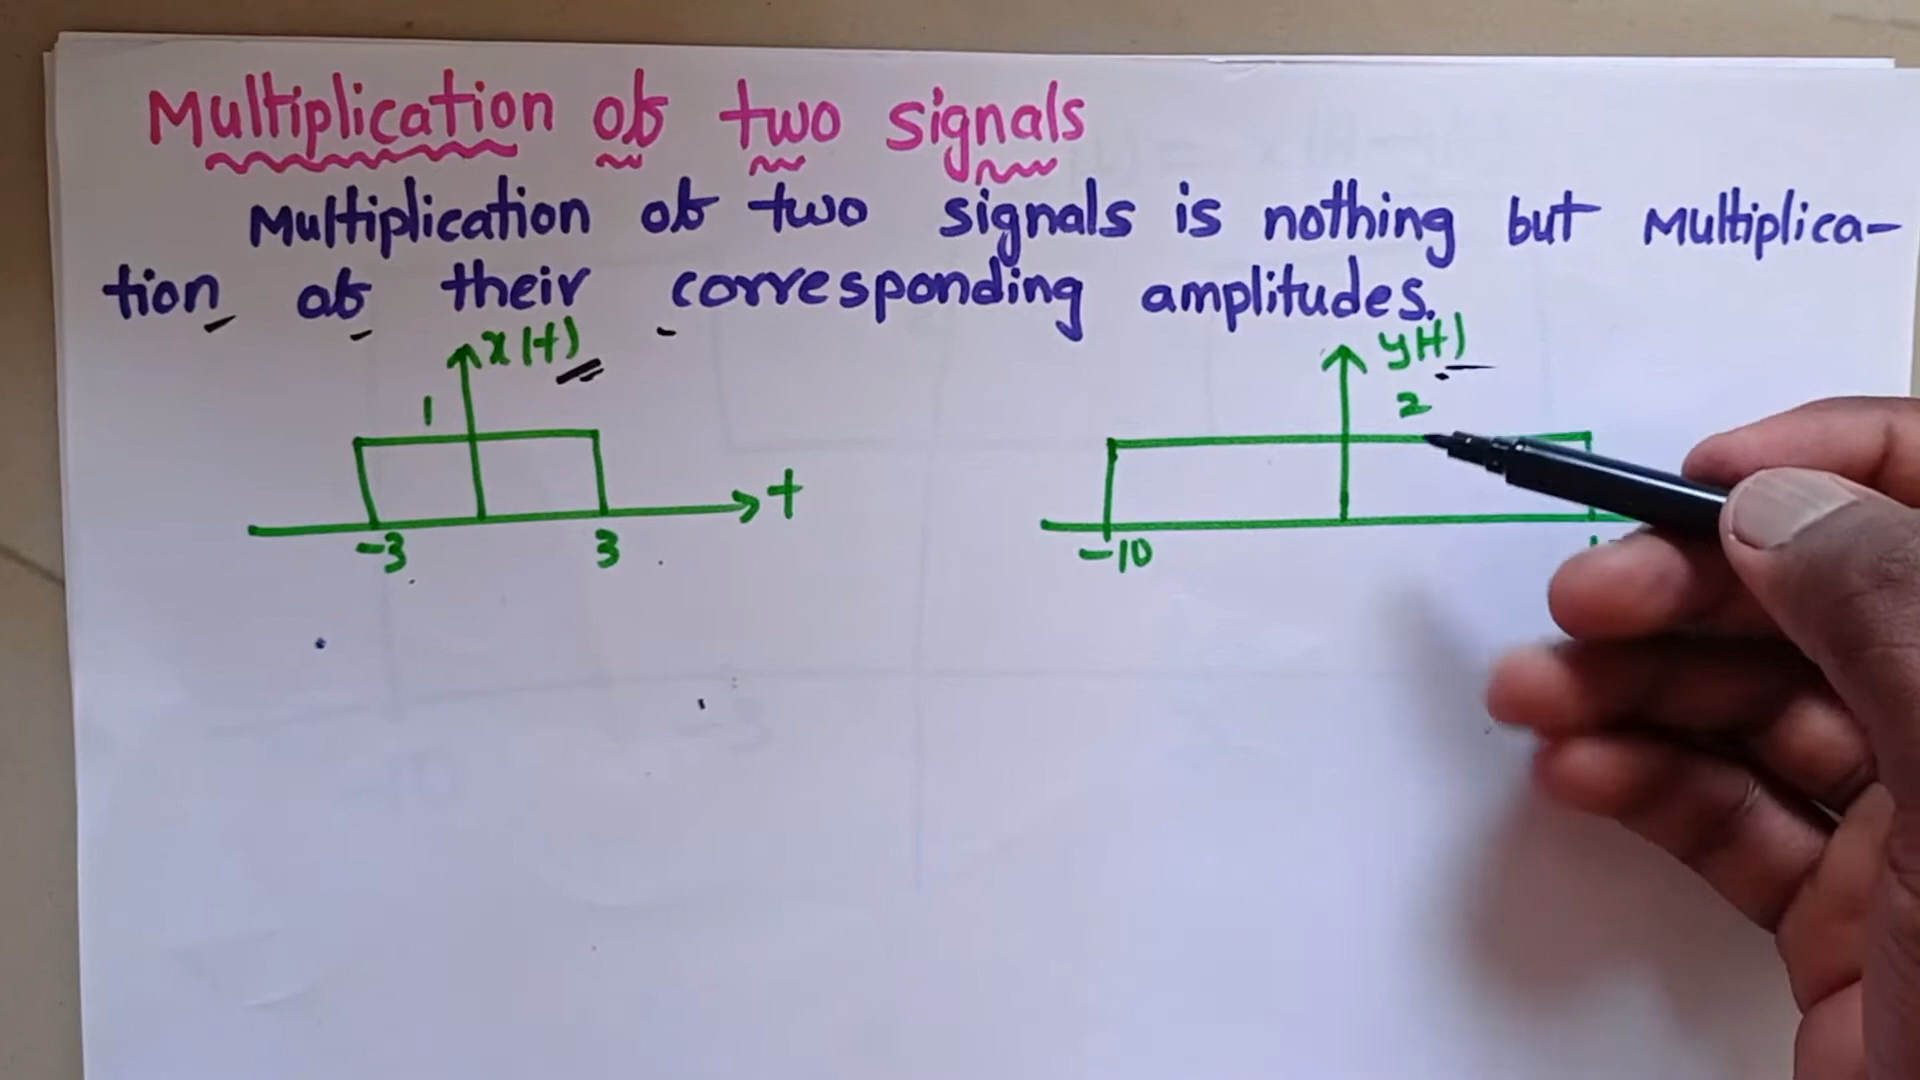 Multiplication of two signals
Multiplication of two signals is nothing but Multiplica-
tion of their corresponding amplitudes.
x(t)
y(t)
1
2
t
-3
3
-10